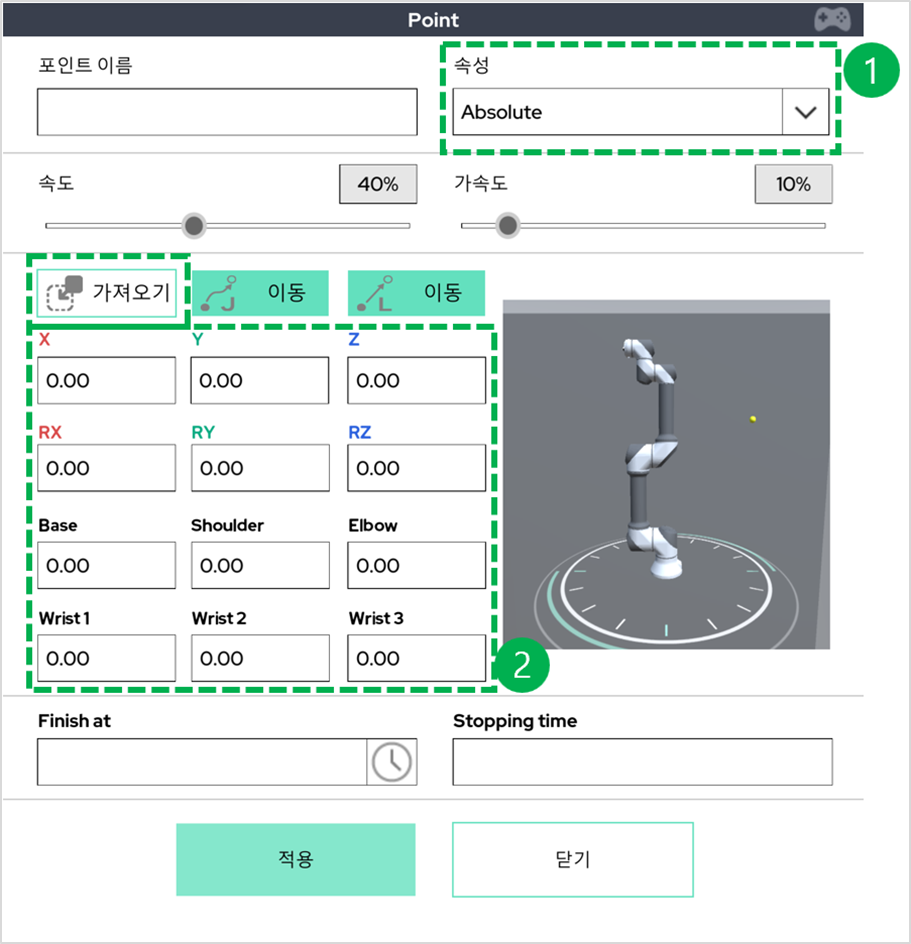 Point
포인트 이름
속성
1
Absolute
속도
40%
가속도
10%
가져오기
J 이동
L 이동
X
Y
Z
0.00
0.00
0.00
RX
RY
RZ
0.00
0.00
0.00
Base
Shoulder
Elbow
0.00
0.00
0.00
Wrist 1
Wrist 2
Wrist 3
0.00
0.00
0.00
2
Finish at
Stopping time
적용
닫기